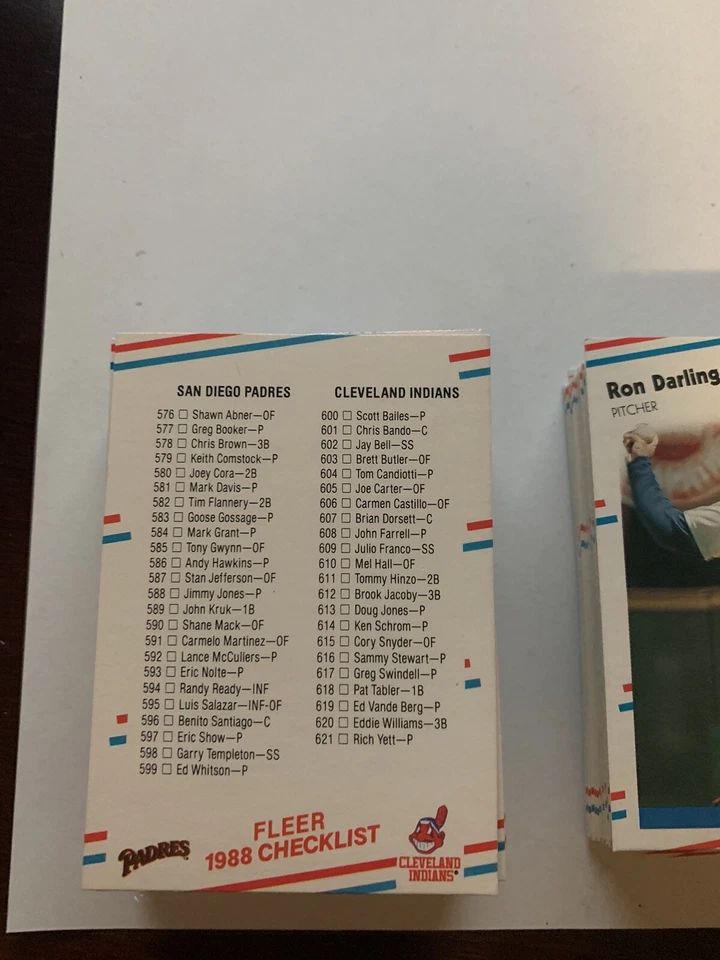 SAN DIEGO PADRES
576 ☐ Shawn Abner—OF
577 ☐ Greg Booker—P
578 ☐ Chris Brown—3B
579 ☐ Keith Comstock—P
580 ☐ Joey Cora—2B
581 ☐ Mark Davis—P
582 ☐ Tim Flannery—2B
583 ☐ Goose Gossage—P
584 ☐ Mark Grant—P
585 ☐ Tony Gwynn—OF
586 ☐ Andy Hawkins—P
587 ☐ Stan Jefferson—OF
588 ☐ Jimmy Jones—P
589 ☐ John Kruk—1B
590 ☐ Shane Mack—OF
591 ☐ Carmelo Martinez—OF
592 ☐ Lance McCullers—P
593 ☐ Eric Nolte—P
594 ☐ Randy Ready—INF
595 ☐ Luis Salazar—INF-OF
596 ☐ Benito Santiago—C
597 ☐ Eric Show—P
598 ☐ Garry Templeton—SS
599 ☐ Ed Whitson—P
CLEVELAND INDIANS
600 ☐ Scott Bailes—P
601 ☐ Chris Bando—C
602 ☐ Jay Bell—SS
603 ☐ Brett Butler—OF
604 ☐ Tom Candiotti—P
605 ☐ Joe Carter—OF
606 ☐ Carmen Castillo—OF
607 ☐ Brian Dorsett—C
608 ☐ John Farrell—P
609 ☐ Julio Franco—SS
610 ☐ Mel Hall—OF
611 ☐ Tommy Hinzo—2B
612 ☐ Brook Jacoby—3B
613 ☐ Doug Jones—P
614 ☐ Ken Schrom—P
615 ☐ Cory Snyder—OF
616 ☐ Sammy Stewart—P
617 ☐ Greg Swindell—P
618 ☐ Pat Tabler—1B
619 ☐ Ed Vande Berg—P
620 ☐ Eddie Williams—3B
621 ☐ Rich Yett—P
PADRES
FLEER
1988 CHECKLIST
CLEVELAND
INDIANS
Ron Darling
PITCHER